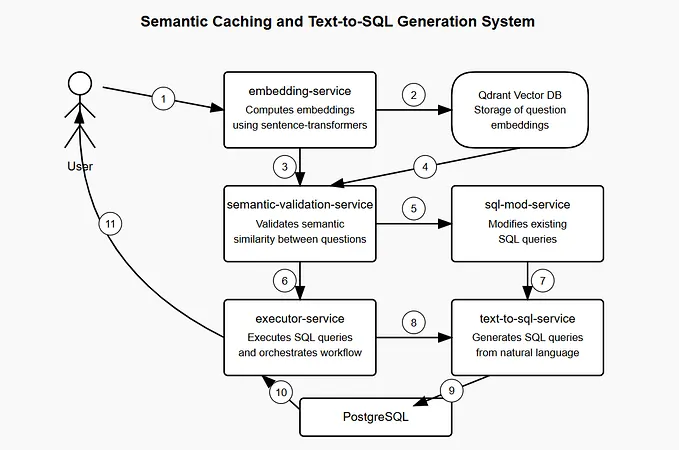 Semantic Caching and Text-to-SQL Generation System
1
embedding-service
Computes embeddings
using sentence-transformers
2
Qdrant Vector DB
Storage of question
embeddings
User
3
4
semantic-validation-service
Validates semantic
similarity between questions
5
sql-mod-service
Modifies existing
SQL queries
11
6
7
executor-service
Executes SQL queries
and orchestrates workflow
8
text-to-sql-service
Generates SQL queries
from natural language
10
9
PostgreSQL